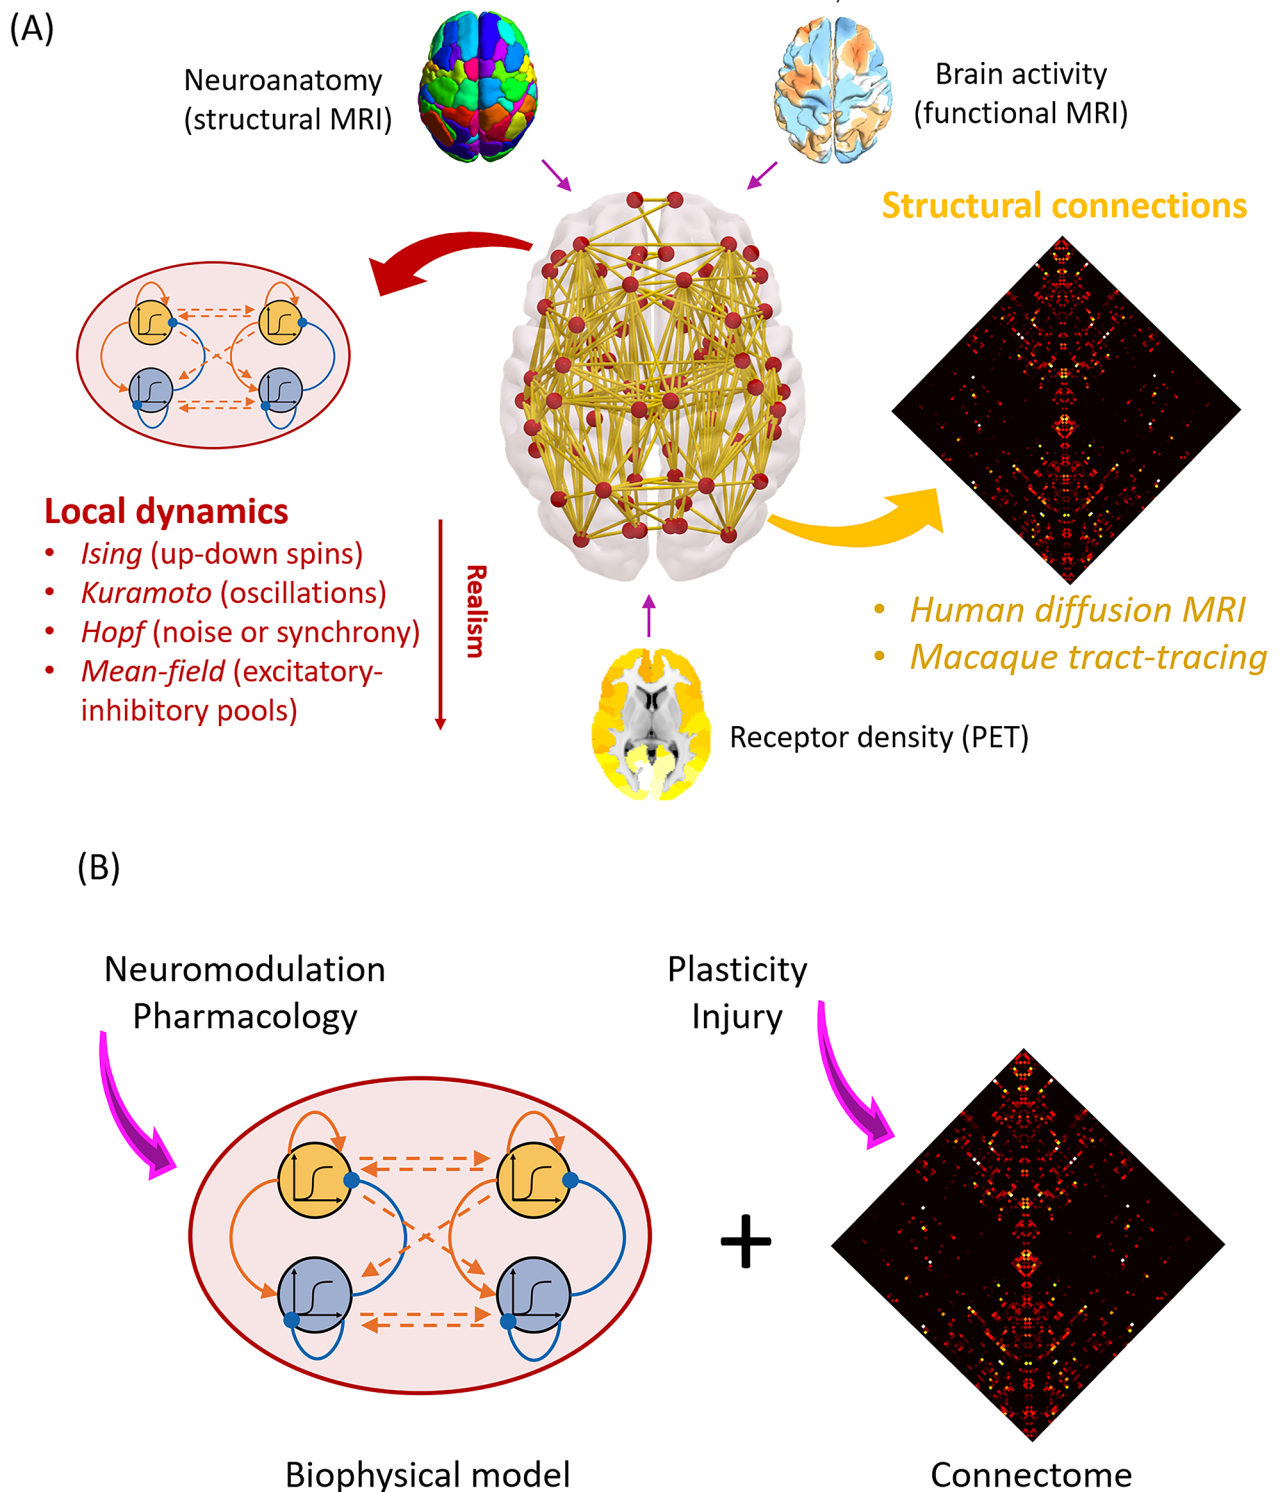 (A)
Neuroanatomy
(structural MRI)
Brain activity
(functional MRI)
Structural connections
Local dynamics
• Ising (up-down spins)
• Kuramoto (oscillations)
• Hopf (noise or synchrony)
• Mean-field (excitatory-
inhibitory pools)
Realism
• Human diffusion MRI
• Macaque tract-tracing
Receptor density (PET)
(B)
Neuromodulation
Pharmacology
Plasticity
Injury
+
Biophysical model
Connectome